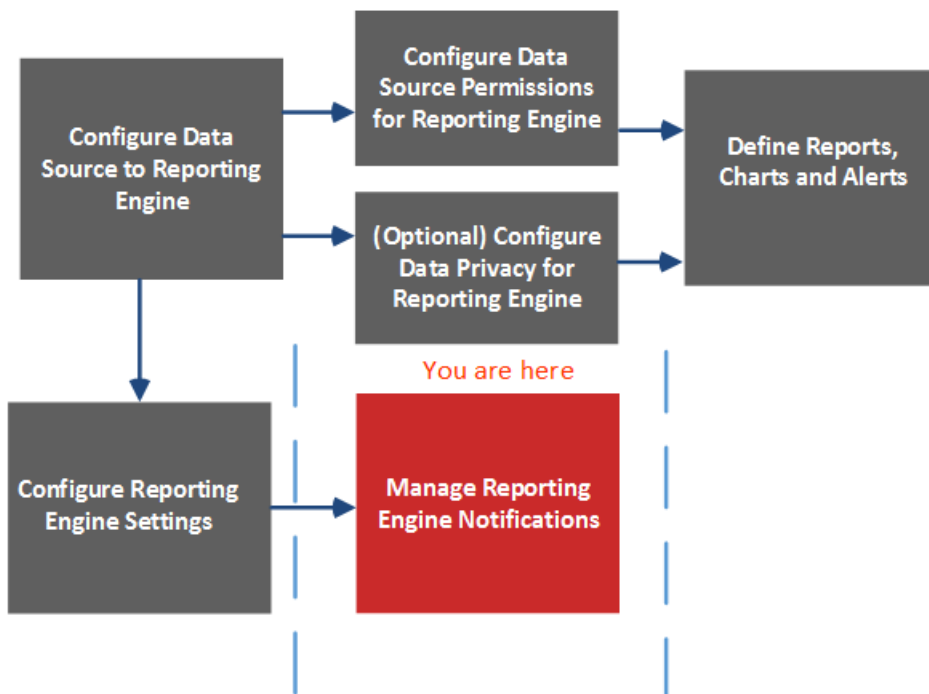 Configure Data
Source to Reporting
Engine
Configure Data
Source Permissions
for Reporting Engine
(Optional) Configure
Data Privacy for
Reporting Engine
Define Reports,
Charts and Alerts
You are here
Configure Reporting
Engine Settings
Manage Reporting
Engine Notifications